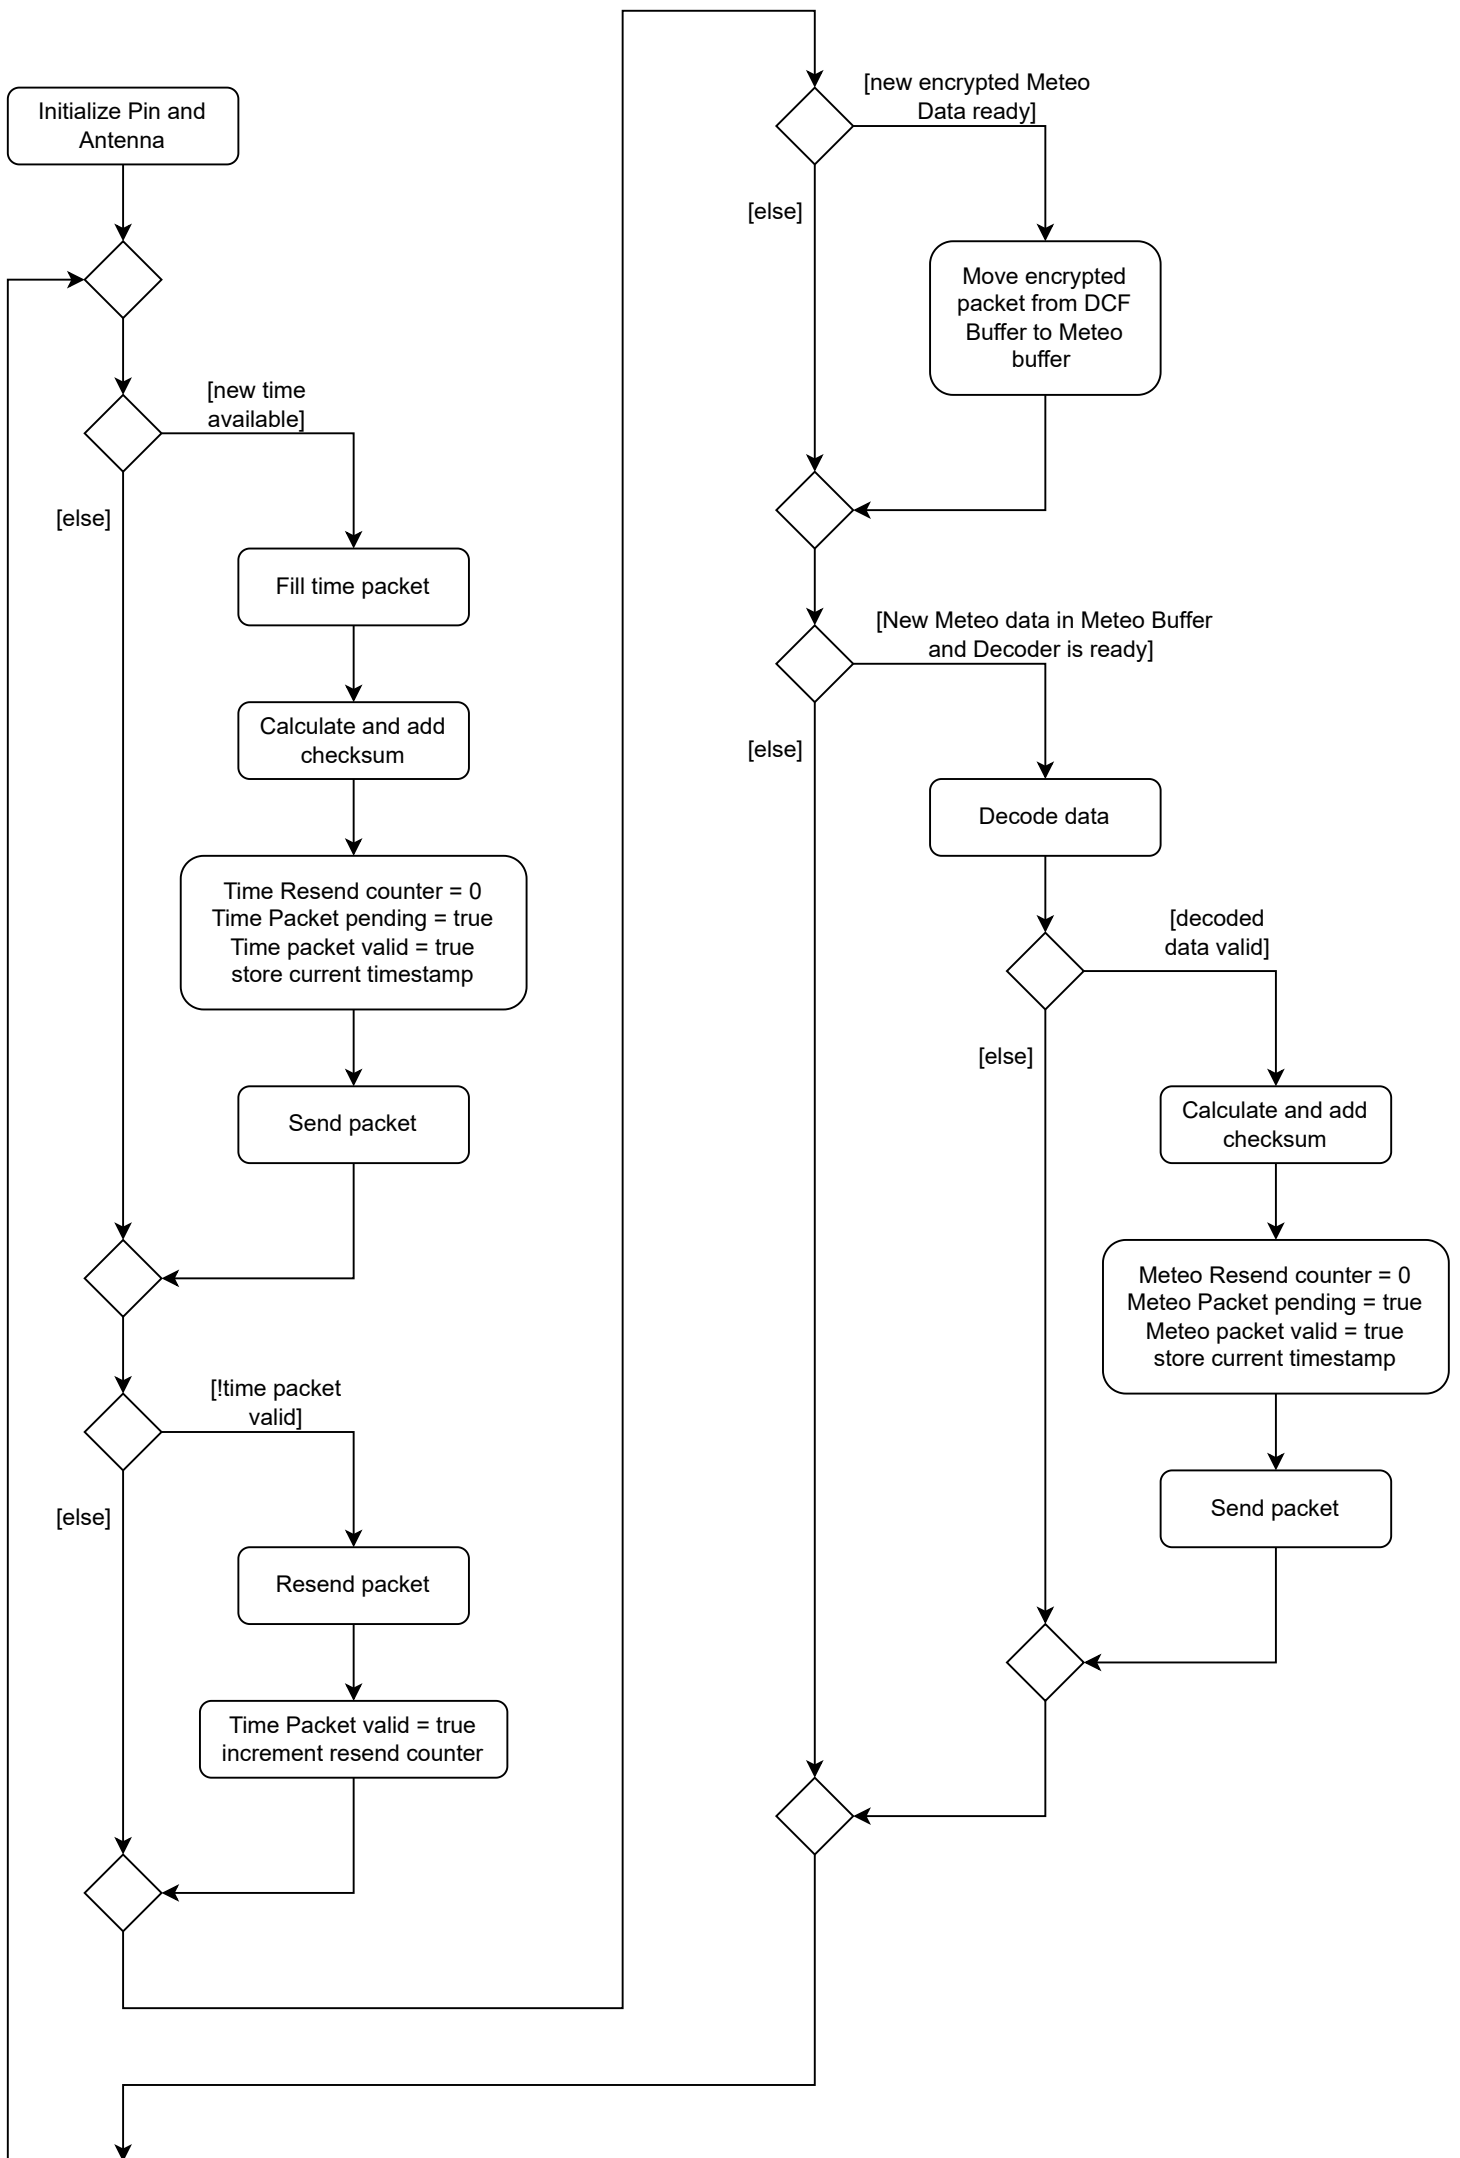 Initialize Pin and
Antenna
[new time
available]
[else]
Fill time packet
Calculate and add
checksum
Time Resend counter = 0
Time Packet pending = true
Time packet valid = true
store current timestamp
Send packet
[!time packet
valid]
[else]
Resend packet
Time Packet valid = true
increment resend counter
[new encrypted Meteo
Data ready]
[else]
Move encrypted
packet from DCF
Buffer to Meteo
buffer
[New Meteo data in Meteo Buffer
and Decoder is ready]
[else]
Decode data
[decoded
data valid]
[else]
Calculate and add
checksum
Meteo Resend counter = 0
Meteo Packet pending = true
Meteo packet valid = true
store current timestamp
Send packet